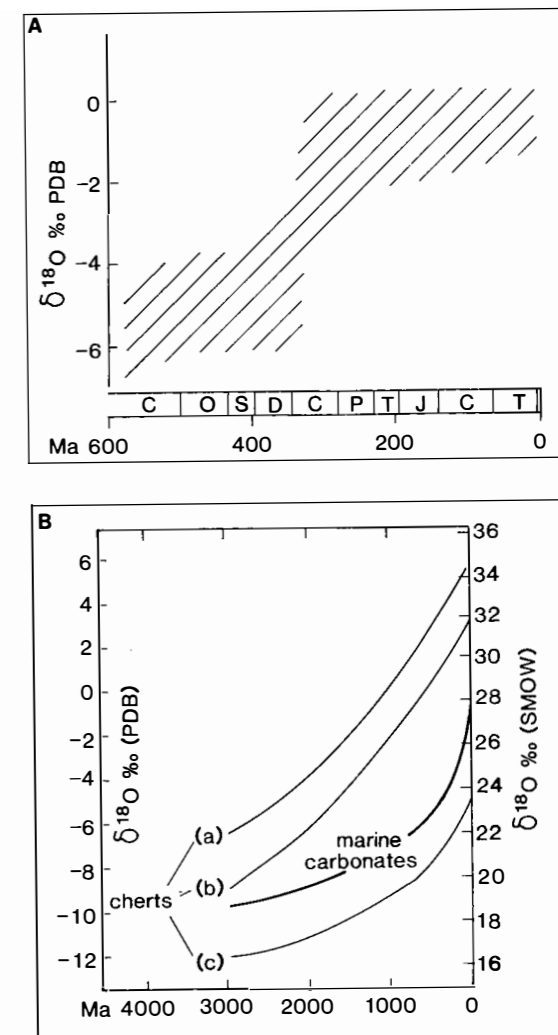 A
δ18O ‰ PDB
0
−2
−4
−6
C O S D C P T J C T
Ma 600 400 200 0
B
δ18O ‰ (PDB)
6
4
2
0
−2
−4
−6
−8
−10
−12
36
34
32
30
28
26
24
22
20
18
16
δ18O ‰ (SMOW)
(a)
marine
carbonates
cherts
(b)
(c)
Ma 4000 3000 2000 1000 0